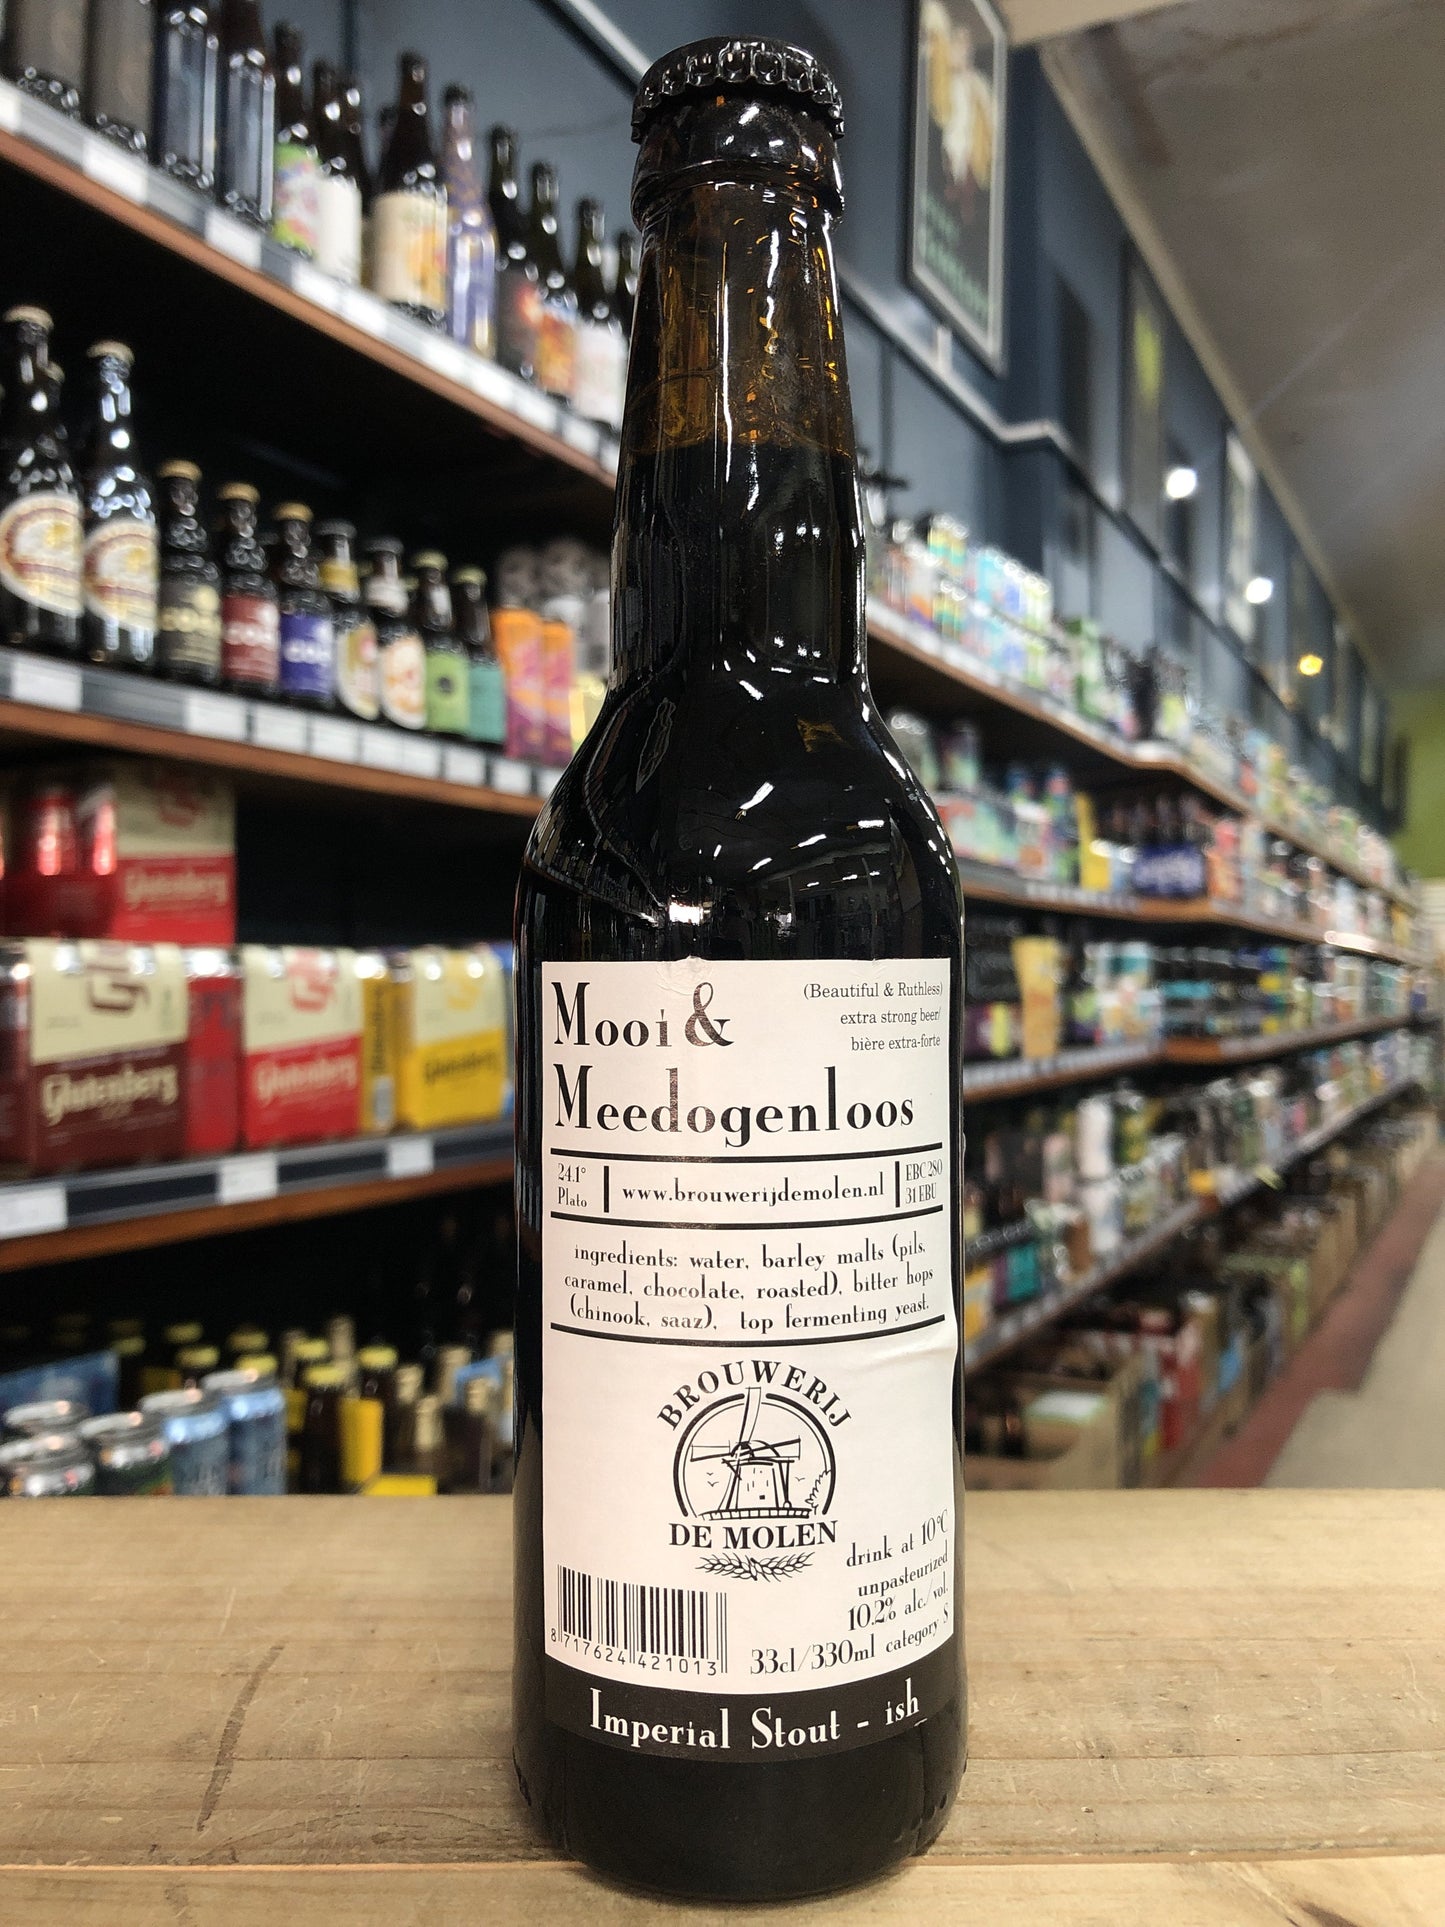 Mooi &
Meedogenloos
(Beautiful & Ruthless)
extra strong beer/
bière extra-forte
24.1°
Plato
www.brouwerijdemolen.nl
EBC 280
31 EBU
ingredients: water, barley malts (pils,
caramel, chocolate, roasted), bitter hops
(chinook, saaz), top fermenting yeast.
BROUWERIJ
DE MOLEN
drink at 10°C
unpasteurized
10.2% alc./vol.
33cl/330ml category S
8 717624 421013
Imperial Stout - ish
Glutenberg
Glutenberg
Glutenberg
Glutenberg